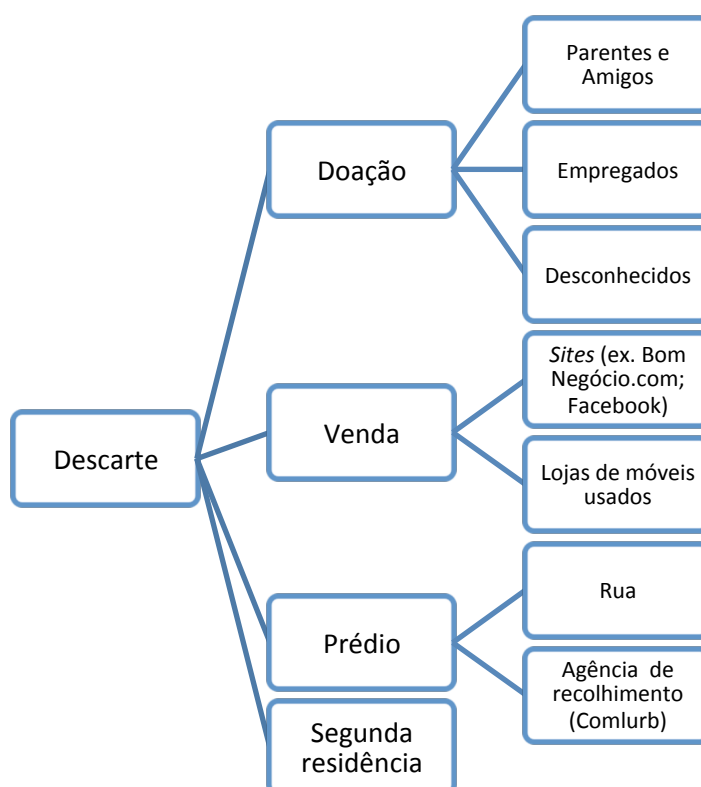 Descarte
Doação
Parentes e
Amigos
Empregados
Desconhecidos
Venda
Sites (ex. Bom
Negócio.com;
Facebook)
Lojas de móveis
usados
Prédio
Rua
Agência de
recolhimento
(Comlurb)
Segunda
residência